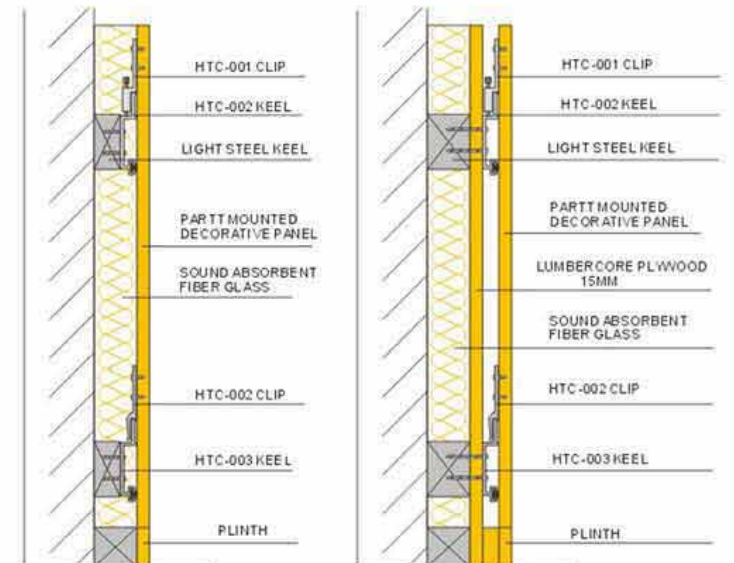 HTC-001 CLIP
HTC-002 KEEL
LIGHT STEEL KEEL
PARTT MOUNTED
DECORATIVE PANEL
SOUND ABSORBENT
FIBER GLASS
HTC-002 CLIP
HTC-003 KEEL
PLINTH
HTC-001 CLIP
HTC-002 KEEL
LIGHT STEEL KEEL
PARTT MOUNTED
DECORATIVE PANEL
LUMBERCORE PLYWOOD
15MM
SOUND ABSORBENT
FIBER GLASS
HTC-002 CLIP
HTC-003 KEEL
PLINTH